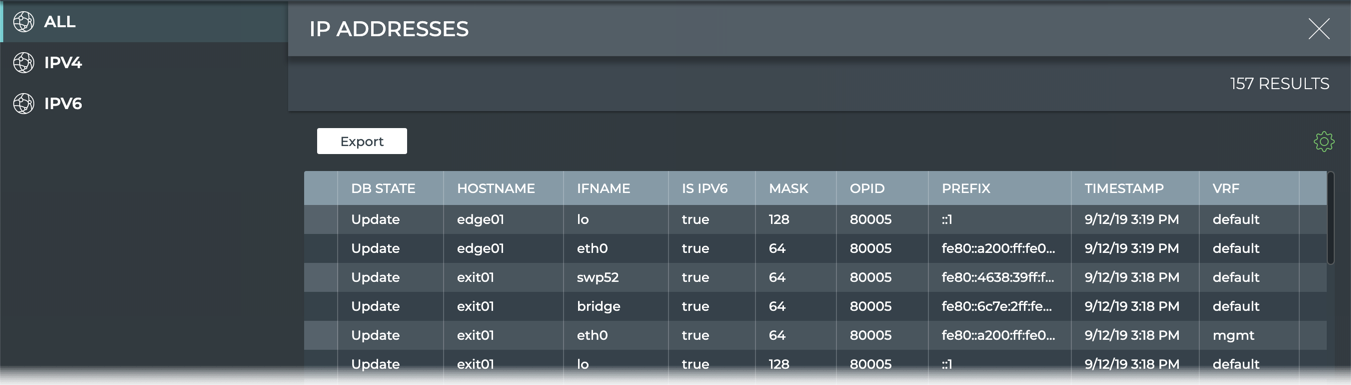 ALL
IPV4
IPV6
IP ADDRESSES
157 RESULTS
Export
DB STATE HOSTNAME IFNAME IS IPV6 MASK OPID PREFIX TIMESTAMP VRF
Update edge01 lo true 128 80005 ::1 9/12/19 3:19 PM default
Update edge01 eth0 true 64 80005 fe80::a200:ff:fe0... 9/12/19 3:19 PM default
Update exit01 swp52 true 64 80005 fe80::4638:39ff:f... 9/12/19 3:18 PM default
Update exit01 bridge true 64 80005 fe80::6c7e:2ff:fe... 9/12/19 3:18 PM default
Update exit01 eth0 true 64 80005 fe80::a200:ff:fe0... 9/12/19 3:18 PM mgmt
Update exit01 lo true 128 80005 ::1 9/12/19 3:18 PM default